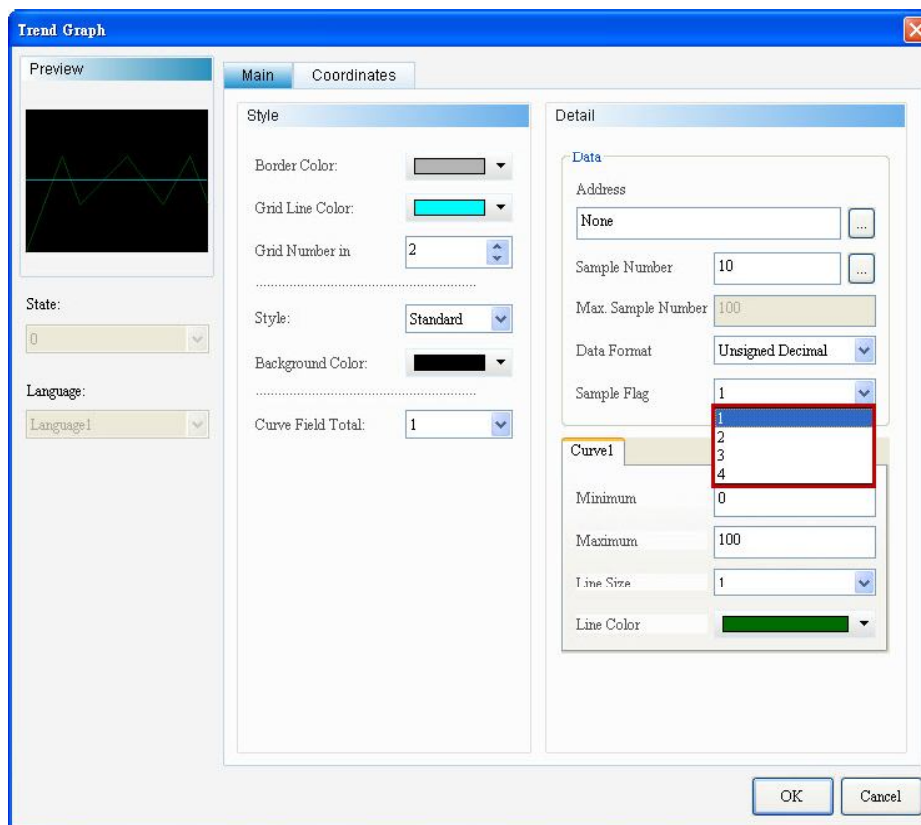 Trend Graph
Preview
State:
0
Language:
Language1
Main
Coordinates
Style
Border Color:
Grid Line Color:
Grid Number in
2
Style:
Standard
Background Color:
Curve Field Total:
1
Detail
Data
Address
None
...
Sample Number
10
...
Max. Sample Number
100
Data Format
Unsigned Decimal
Sample Flag
1
1
2
3
4
Curve1
Minimum
0
Maximum
100
Line Size
1
Line Color
OK
Cancel